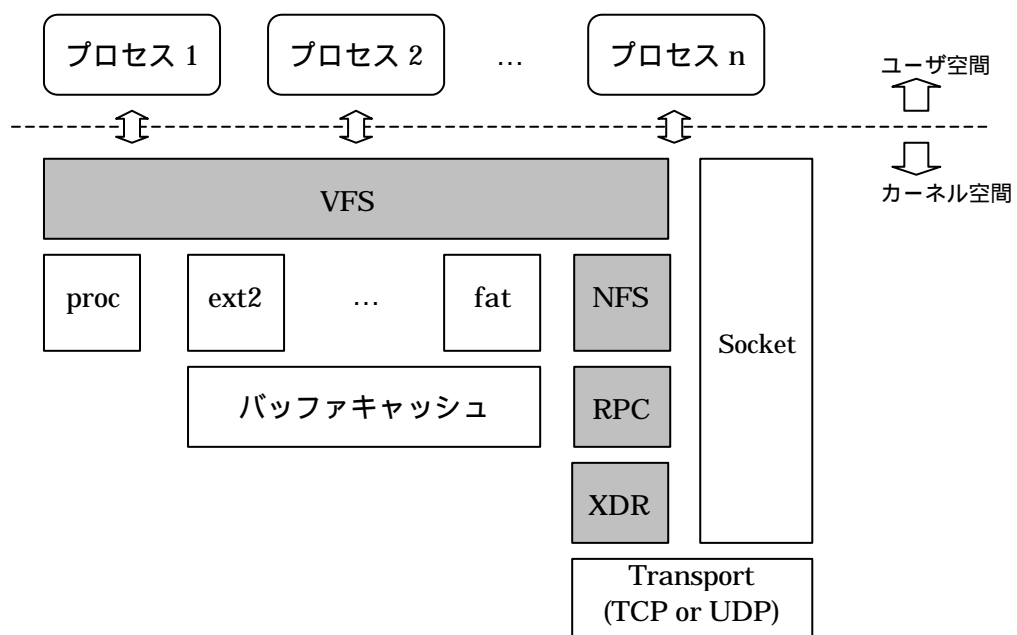 プロセス 1
プロセス 2
…
プロセス n
ユーザ空間
カーネル空間
VFS
proc
ext2
…
fat
NFS
Socket
バッファキャッシュ
RPC
XDR
Transport
(TCP or UDP)